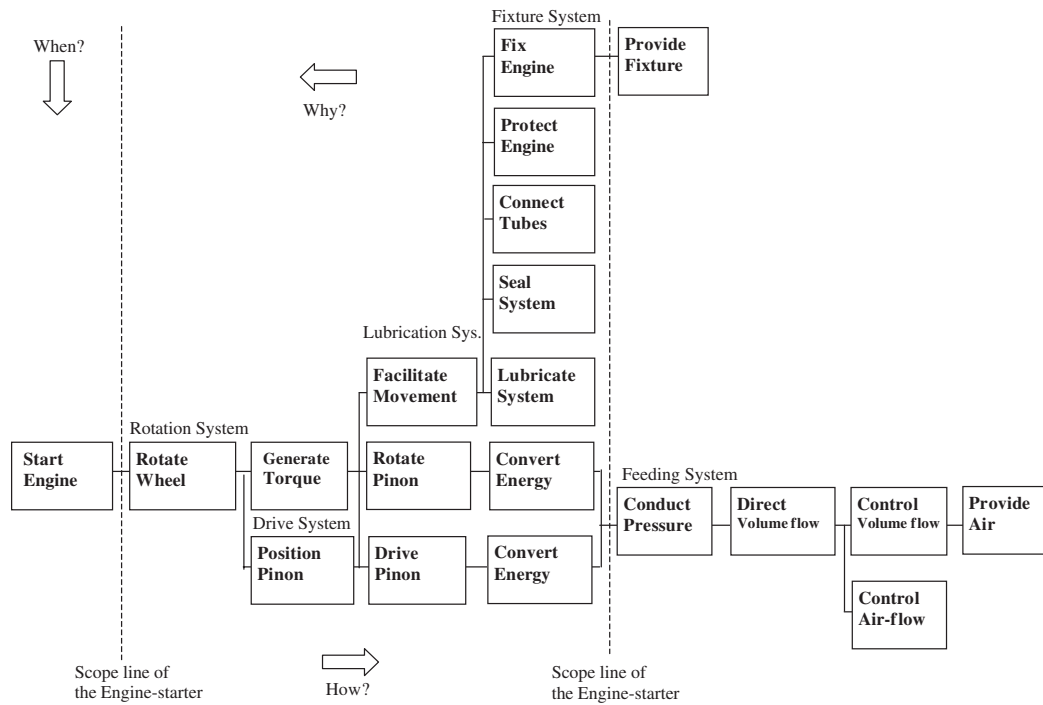 Fixture System
When?
Fix
Engine
Provide
Fixture
Why?
Protect
Engine
Connect
Tubes
Seal
System
Lubrication Sys.
Facilitate
Movement
Lubricate
System
Rotation System
Start
Engine
Rotate
Wheel
Generate
Torque
Rotate
Pinon
Convert
Energy
Feeding System
Conduct
Pressure
Direct
Volume flow
Control
Volume flow
Provide
Air
Drive System
Position
Pinon
Drive
Pinon
Convert
Energy
Control
Air-flow
Scope line of
the Engine-starter
How?
Scope line of
the Engine-starter